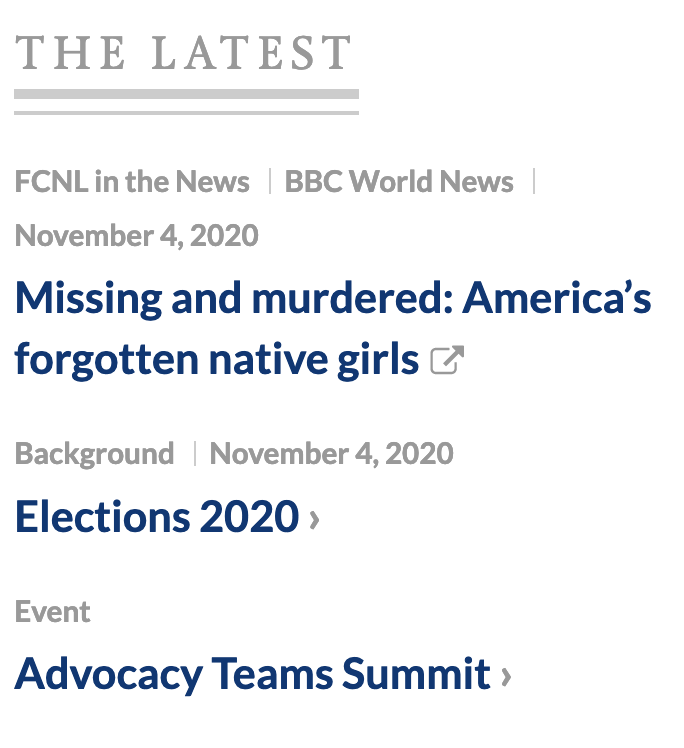 THE LATEST
FCNL in the News | BBC World News |
November 4, 2020
Missing and murdered: America’s
forgotten native girls
Background | November 4, 2020
Elections 2020 ›
Event
Advocacy Teams Summit ›